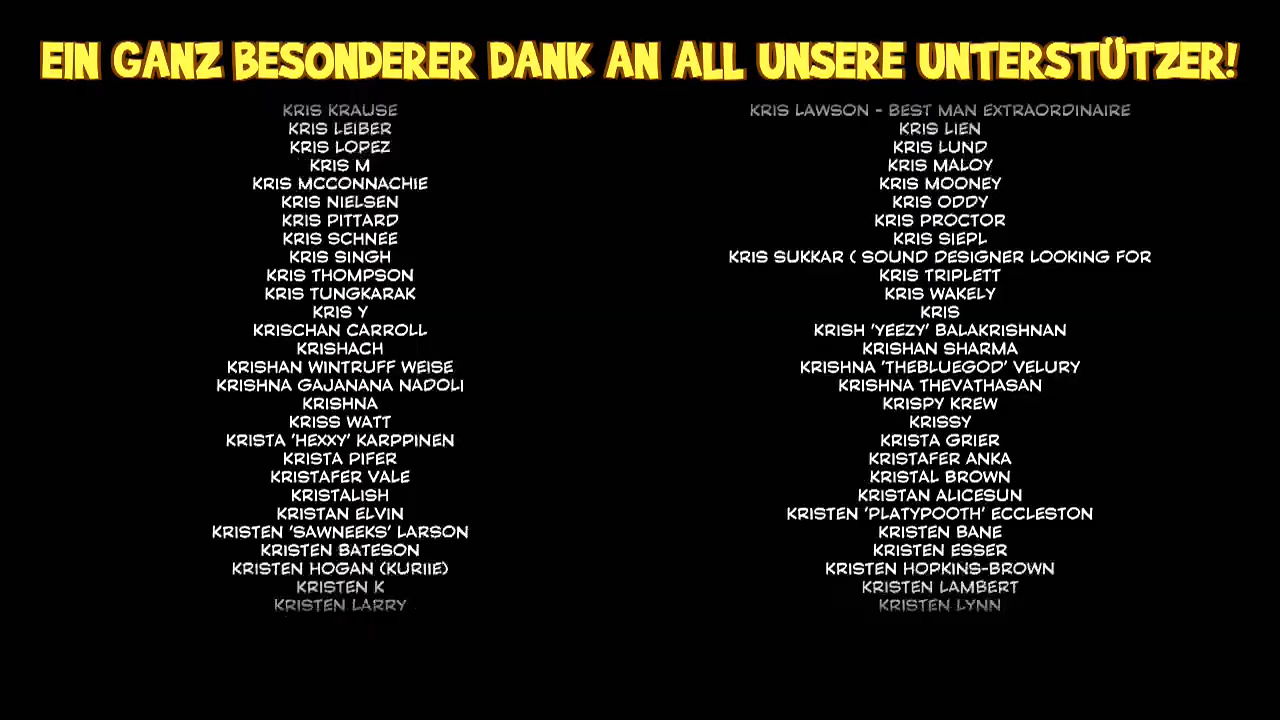 EIN GANZ BESONDERER DANK AN ALL UNSERE UNTERSTÜTZER!
KRIS KRAUSE
KRIS LEIBER
KRIS LOPEZ
KRIS M
KRIS MCCONNACHIE
KRIS NIELSEN
KRIS PITTARD
KRIS SCHNEE
KRIS SINGH
KRIS THOMPSON
KRIS TUNGKARAK
KRIS Y
KRISCHAN CARROLL
KRISHACH
KRISHAN WINTRUFF WEISE
KRISHNA GAJANANA NADOLI
KRISHNA
KRISS WATT
KRISTA 'HEXXY' KARPPINEN
KRISTA PIFER
KRISTAFER VALE
KRISTALISH
KRISTAN ELVIN
KRISTEN 'SAWNEEKS' LARSON
KRISTEN BATESON
KRISTEN HOGAN (KURIIE)
KRISTEN K
KRISTEN LARRY
KRIS LAWSON - BEST MAN EXTRAORDINAIRE
KRIS LIEN
KRIS LUND
KRIS MALOY
KRIS MOONEY
KRIS ODDY
KRIS PROCTOR
KRIS SIEPL
KRIS SUKKAR ( SOUND DESIGNER LOOKING FOR
KRIS TRIPLETT
KRIS WAKELY
KRIS
KRISH 'YEEZY' BALAKRISHNAN
KRISHAN SHARMA
KRISHNA 'THEBLUEGOD' VELURY
KRISHNA THEVATHASAN
KRISPY KREW
KRISSY
KRISTA GRIER
KRISTAFER ANKA
KRISTAL BROWN
KRISTAN ALICESUN
KRISTEN 'PLATYPOOTH' ECCLESTON
KRISTEN BANE
KRISTEN ESSER
KRISTEN HOPKINS-BROWN
KRISTEN LAMBERT
KRISTEN LYNN